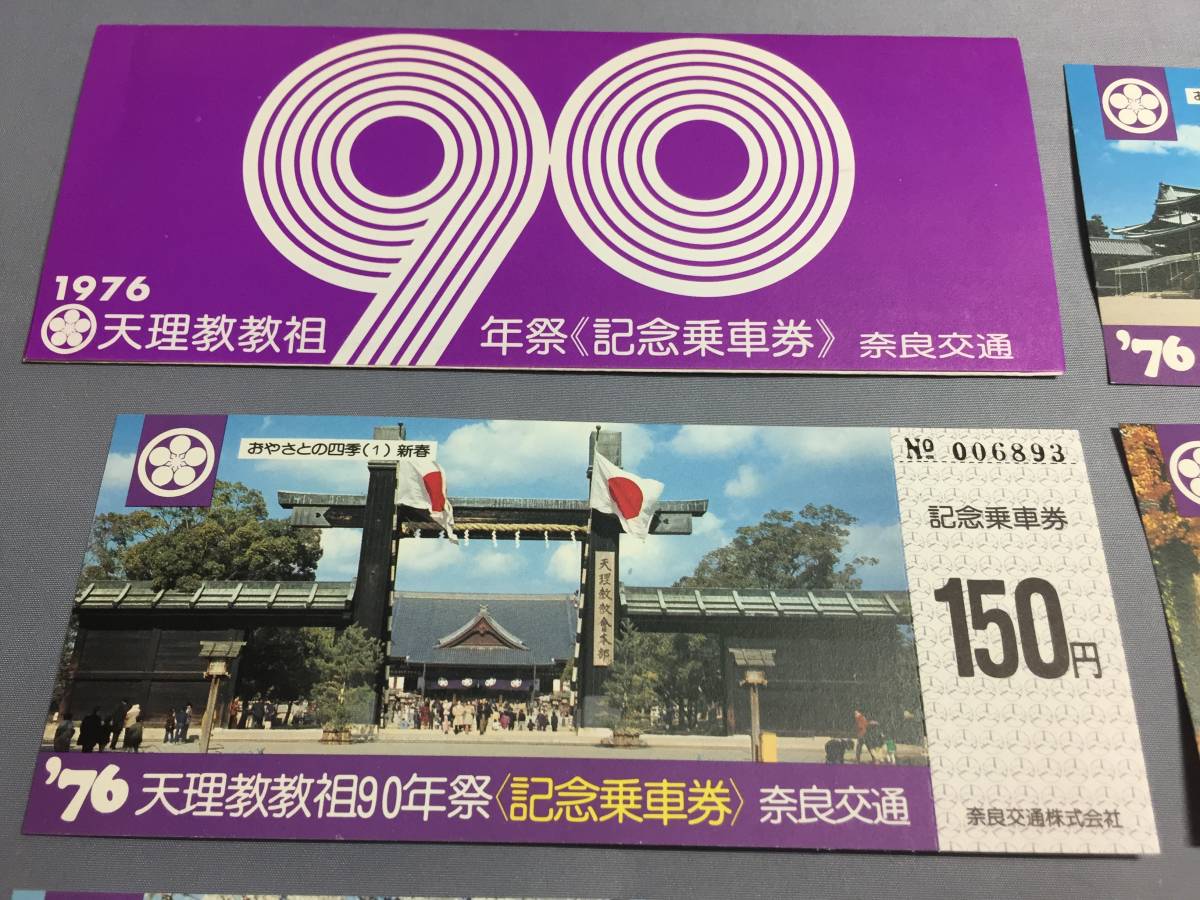 90
1976
天理教教祖 年祭《記念乗車券》 奈良交通
お
'76
おやさとの四季(1)新春
天理教教會本部
'76 天理教教祖90年祭〈記念乗車券〉奈良交通
№ 006893
記念乗車券
150円
奈良交通株式会社